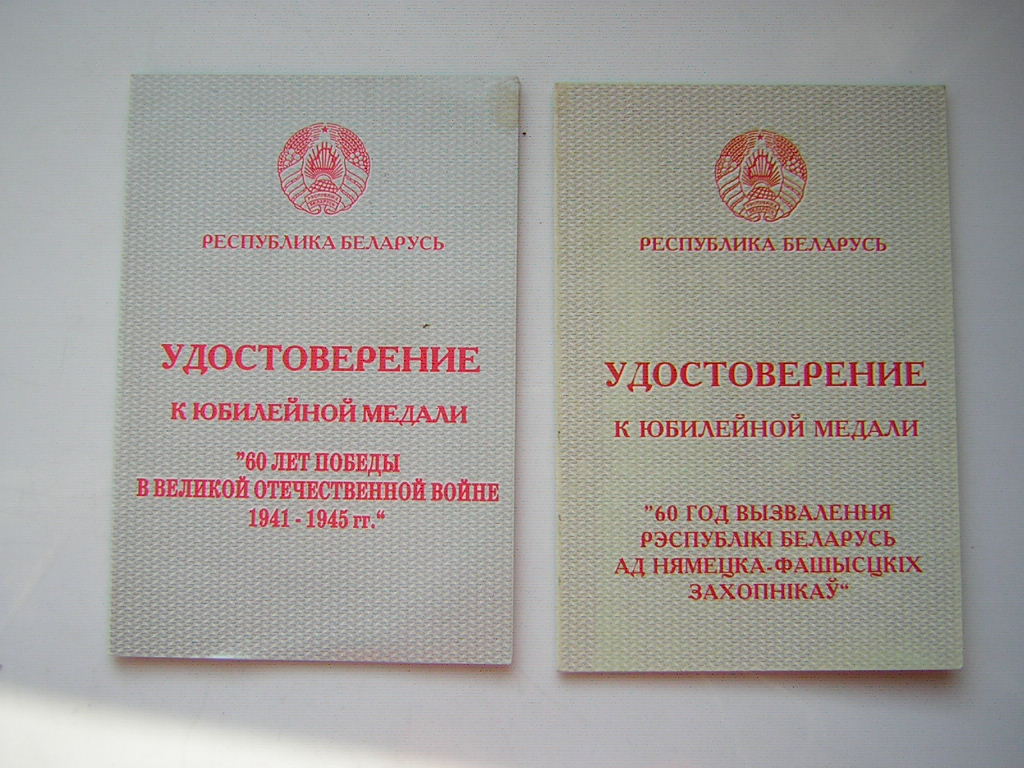 РЕСПУБЛИКА БЕЛАРУСЬ
УДОСТОВЕРЕНИЕ
К ЮБИЛЕЙНОЙ МЕДАЛИ
"60 ЛЕТ ПОБЕДЫ
В ВЕЛИКОЙ ОТЕЧЕСТВЕННОЙ ВОЙНЕ
1941 - 1945 гг.“
РЕСПУБЛИКА БЕЛАРУСЬ
УДОСТОВЕРЕНИЕ
К ЮБИЛЕЙНОЙ МЕДАЛИ
"60 ГОД ВЫЗВАЛЕННЯ
РЭСПУБЛІКІ БЕЛАРУСЬ
АД НЯМЕЦКА-ФАШЫСЦКІХ
ЗАХОПНІКАЎ“